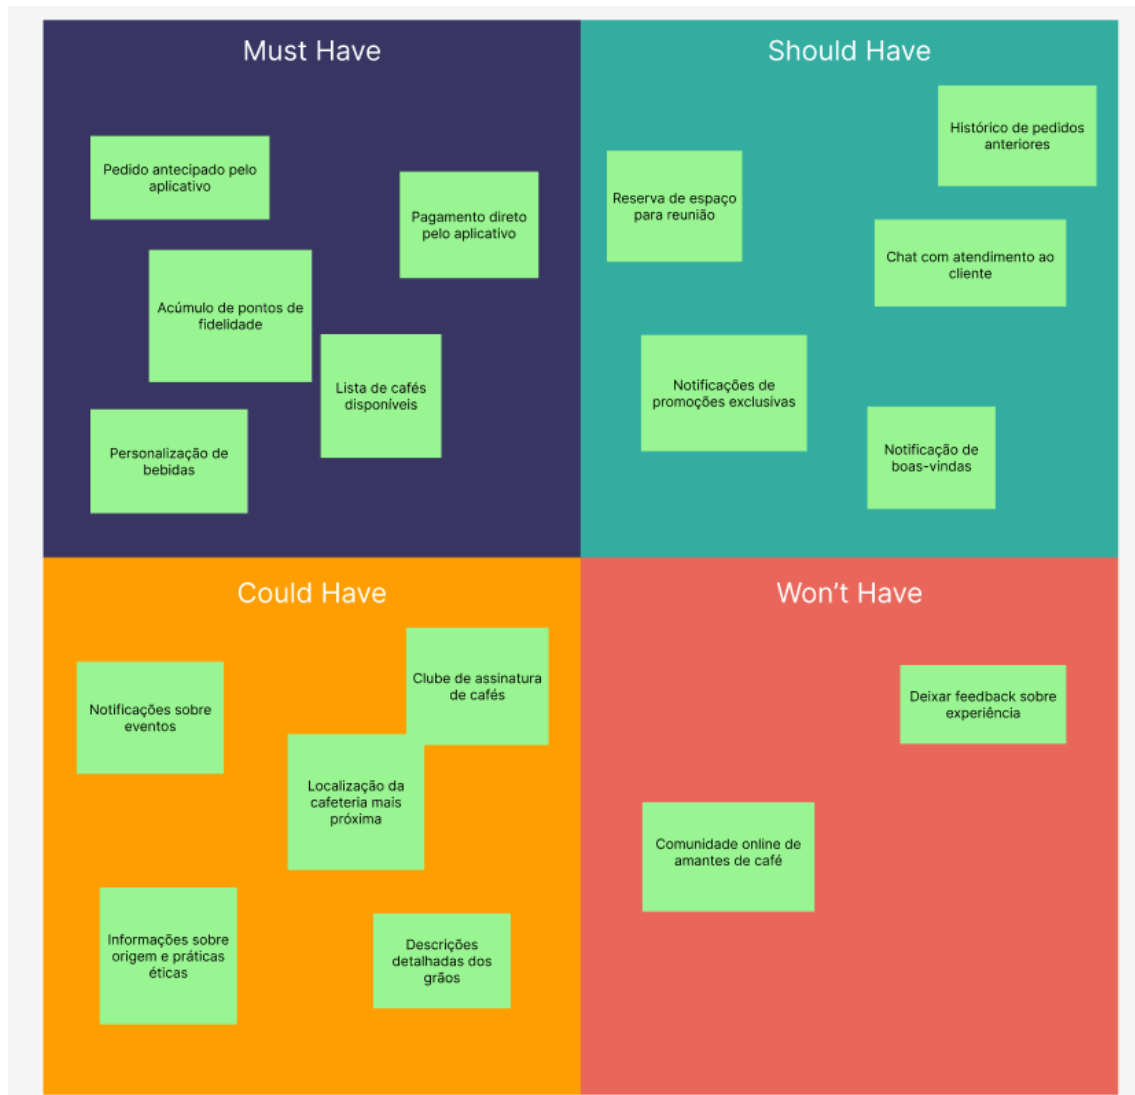 Must Have
Pedido antecipado pelo
aplicativo
Pagamento direto
pelo aplicativo
Acúmulo de pontos de
fidelidade
Lista de cafés
disponíveis
Personalização de
bebidas
Should Have
Histórico de pedidos
anteriores
Reserva de espaço
para reunião
Chat com atendimento ao
cliente
Notificações de
promoções exclusivas
Notificação de
boas-vindas
Could Have
Clube de assinatura
de cafés
Notificações sobre
eventos
Localização da
cafeteria mais
próxima
Informações sobre
origem e práticas
éticas
Descrições
detalhadas dos
grãos
Won’t Have
Deixar feedback sobre
experiência
Comunidade online de
amantes de café